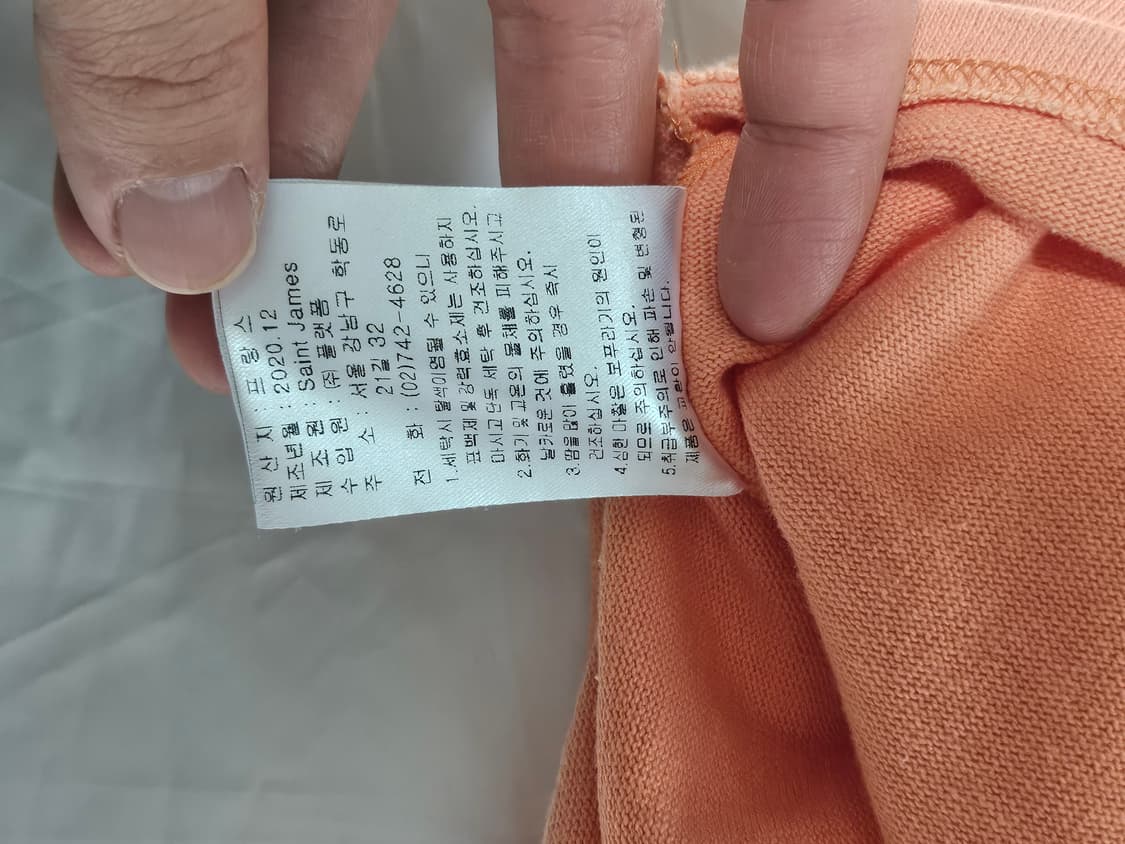 원 산 지 : 프 랑 스
제조년월 : 2020.12
제 조 원 : Saint James
수 입 원 : (주) 플랫폼
주 소 : 서울 강남구 학동로
21길 32
전 화 : (02)742-4628
1.세탁시 탈색이염될 수 있으니
표백제 및 강력효소제는 사용하지
마시고단독 세탁 후 건조하십시오.
2.화기 및 고온의 물체를 피해주시고
날카로운 것에 주의하십시오.
3.땀을많이 흘렸을 경우 즉시
건조하십시오.
4.심한 마찰은 보푸라기의 원인이
되므로 주의하십시오.
5.취급부주의로 인해 파손 및 변형된
제품은 교환이 안됩니다.